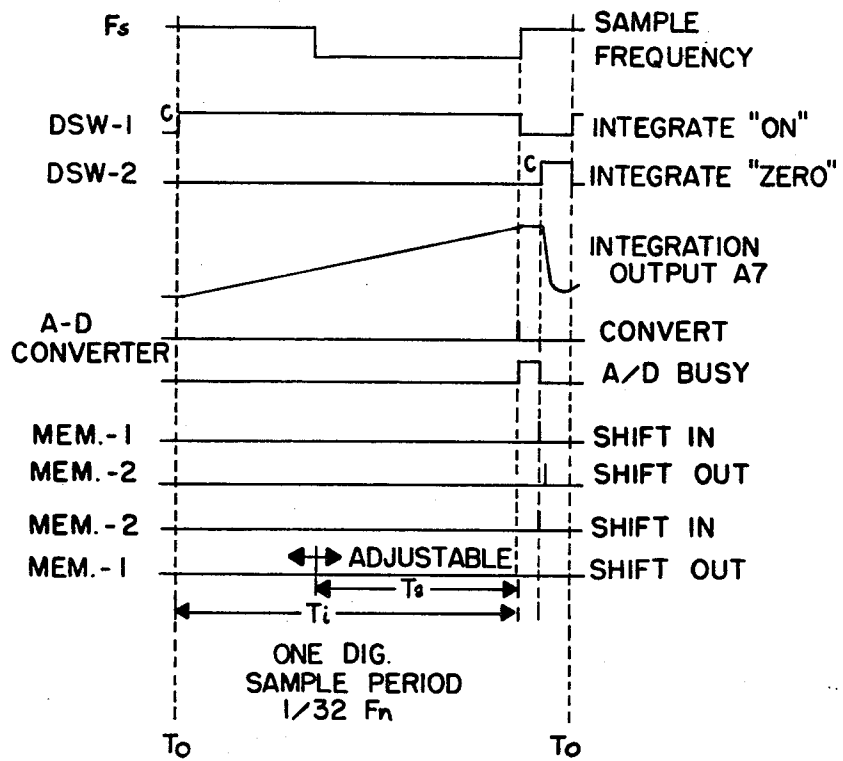 Fs SAMPLE
FREQUENCY
DSW-1 C INTEGRATE "ON"
DSW-2 C INTEGRATE "ZERO"
INTEGRATION
OUTPUT A7
A-D
CONVERTER
CONVERT
A/D BUSY
MEM.-1 SHIFT IN
MEM.-2 SHIFT OUT
MEM.-2 SHIFT IN
MEM.-1 ADJUSTABLE SHIFT OUT
Ts
Ti
ONE DIG.
SAMPLE PERIOD
1/32 Fn
To To